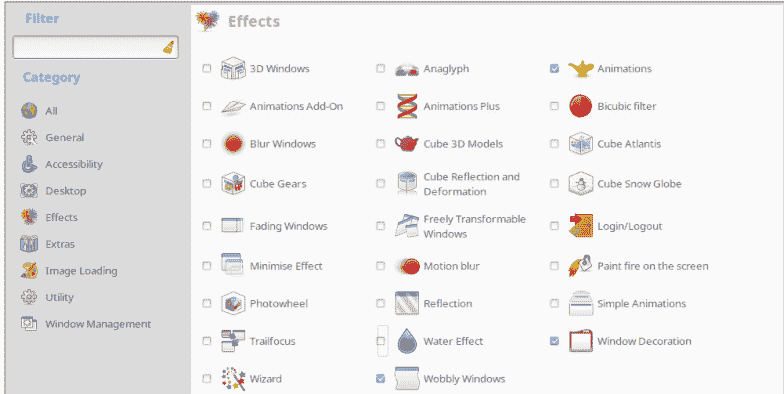 Filter
Category
All
General
Accessibility
Desktop
Effects
Extras
Image Loading
Utility
Window Management
Effects
3D Windows
Anaglyph
Animations
Animations Add-On
Animations Plus
Bicubic filter
Blur Windows
Cube 3D Models
Cube Atlantis
Cube Gears
Cube Reflection and
Deformation
Cube Snow Globe
Fading Windows
Freely Transformable
Windows
Login/Logout
Minimise Effect
Motion blur
Paint fire on the screen
Photowheel
Reflection
Simple Animations
Trailfocus
Water Effect
Window Decoration
Wizard
Wobbly Windows